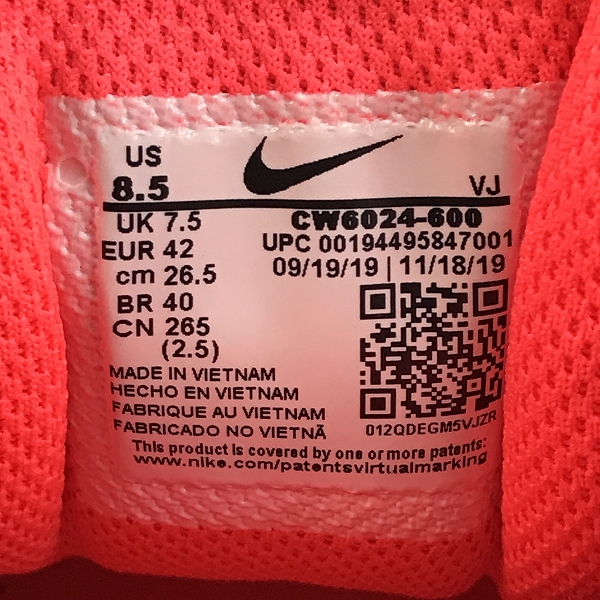 US
8.5
VJ
UK 7.5
EUR 42
cm 26.5
BR 40
CN 265
(2.5)
CW6024-600
UPC 00194495847001
09/19/19 | 11/18/19
MADE IN VIETNAM
HECHO EN VIETNAM
FABRIQUE AU VIETNAM
FABRICADO NO VIETNÃ
012QDEGM5VJZR
This product is covered by one or more patents:
www.nike.com/patentsvirtualmarking